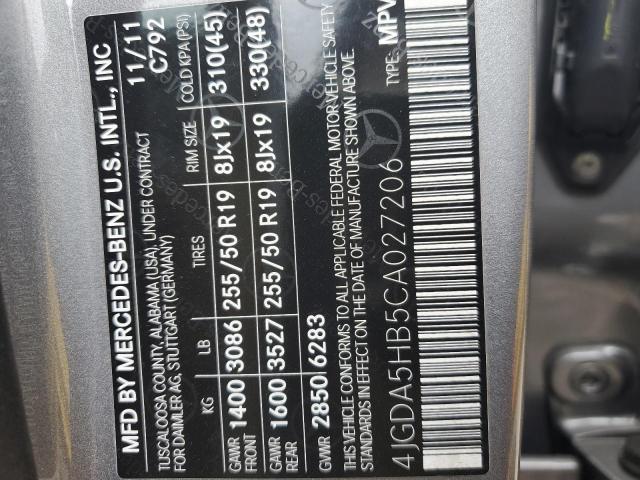 MFD BY MERCEDES-BENZ U.S. INTL., INC 11/11
TUSCALOOSA COUNTY, ALABAMA (USA), UNDER CONTRACT C792
FOR DAIMLER AG, STUTTGART (GERMANY)
KG LB TIRES RIM SIZE COLD KPA(PSI)
GAWR FRONT 1400 3086 255/50 R19 8Jx19 310(45)
GAWR REAR 1600 3527 255/50 R19 8Jx19 330(48)
GVWR 2850 6283
THIS VEHICLE CONFORMS TO ALL APPLICABLE FEDERAL MOTOR VEHICLE SAFETY
STANDARDS IN EFFECT ON THE DATE OF MANUFACTURE SHOWN ABOVE.
4JGDA5HB5CA027206 TYPE: MPV